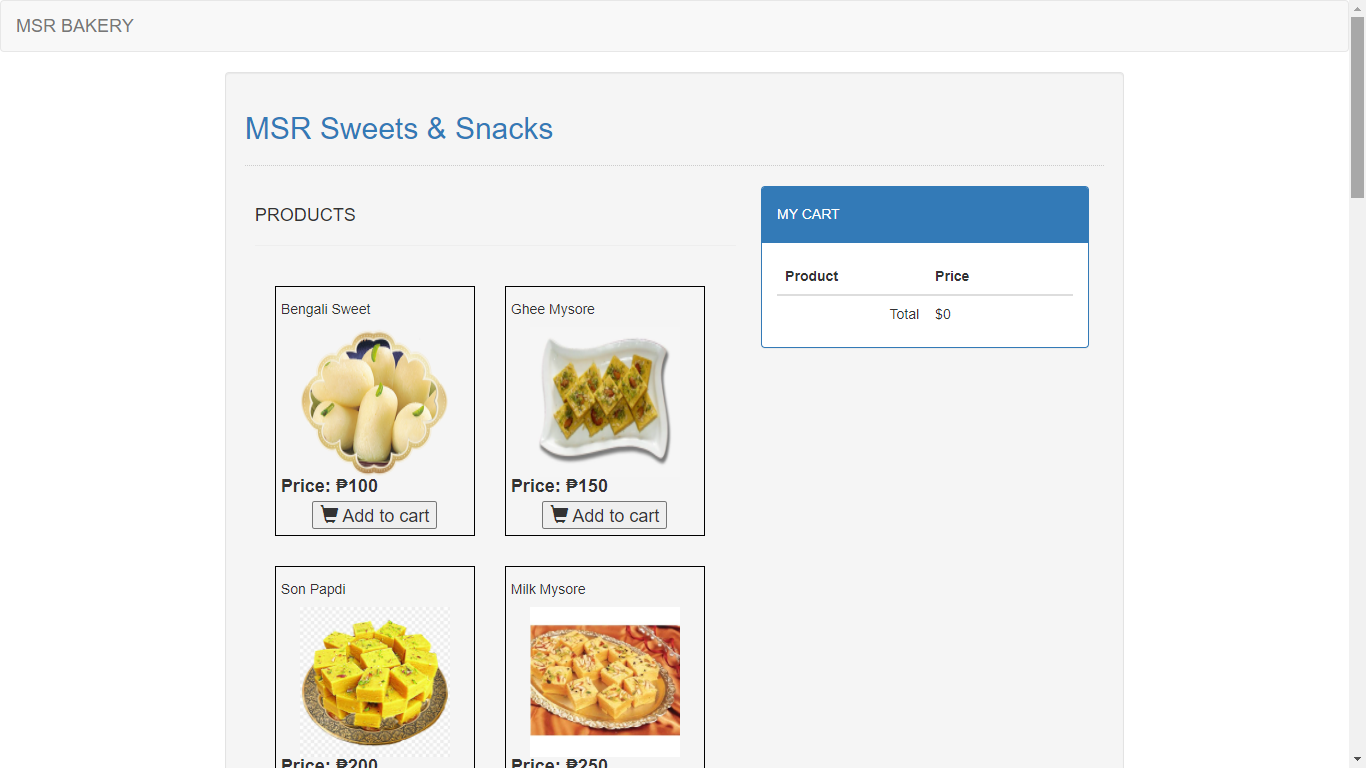 MSR BAKERY
MSR Sweets & Snacks
PRODUCTS
MY CART
Product Price
Total $0
Bengali Sweet
Price: ₱100
Add to cart
Ghee Mysore
Price: ₱150
Add to cart
Son Papdi
Price: ₱200
Milk Mysore
Price: ₱250